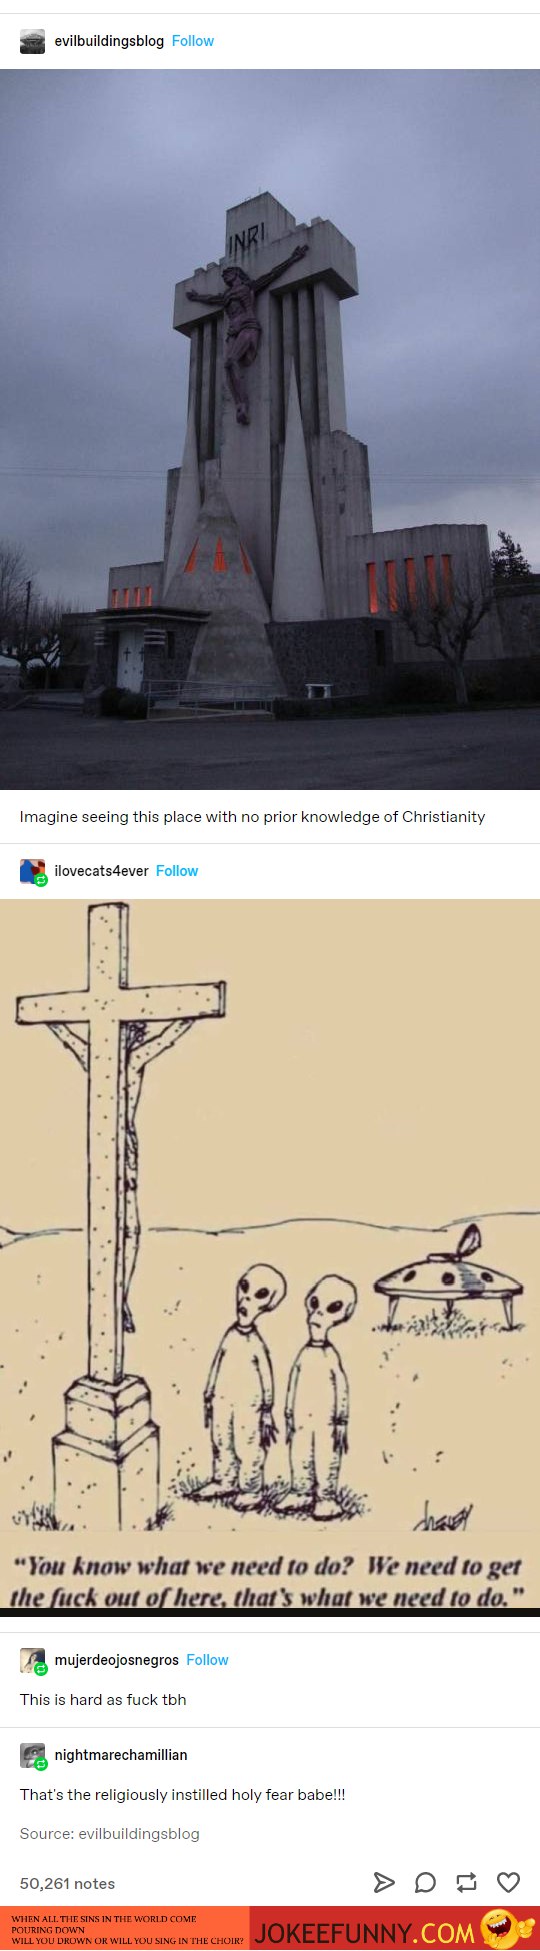 evilbuildingsblog Follow
INRI
Imagine seeing this place with no prior knowledge of Christianity
ilovecats4ever Follow
"You know what we need to do? We need to get
the fuck out of here, that's what we need to do."
mujerdeojosnegros Follow
This is hard as fuck tbh
nightmarechamillian
That's the religiously instilled holy fear babe!!!
Source: evilbuildingsblog
50,261 notes
WHEN ALL THE SINS IN THE WORLD COME
POURING DOWN
WILL YOU DROWN OR WILL YOU SING IN THE CHOIR?
JOKEEFUNNY.COM